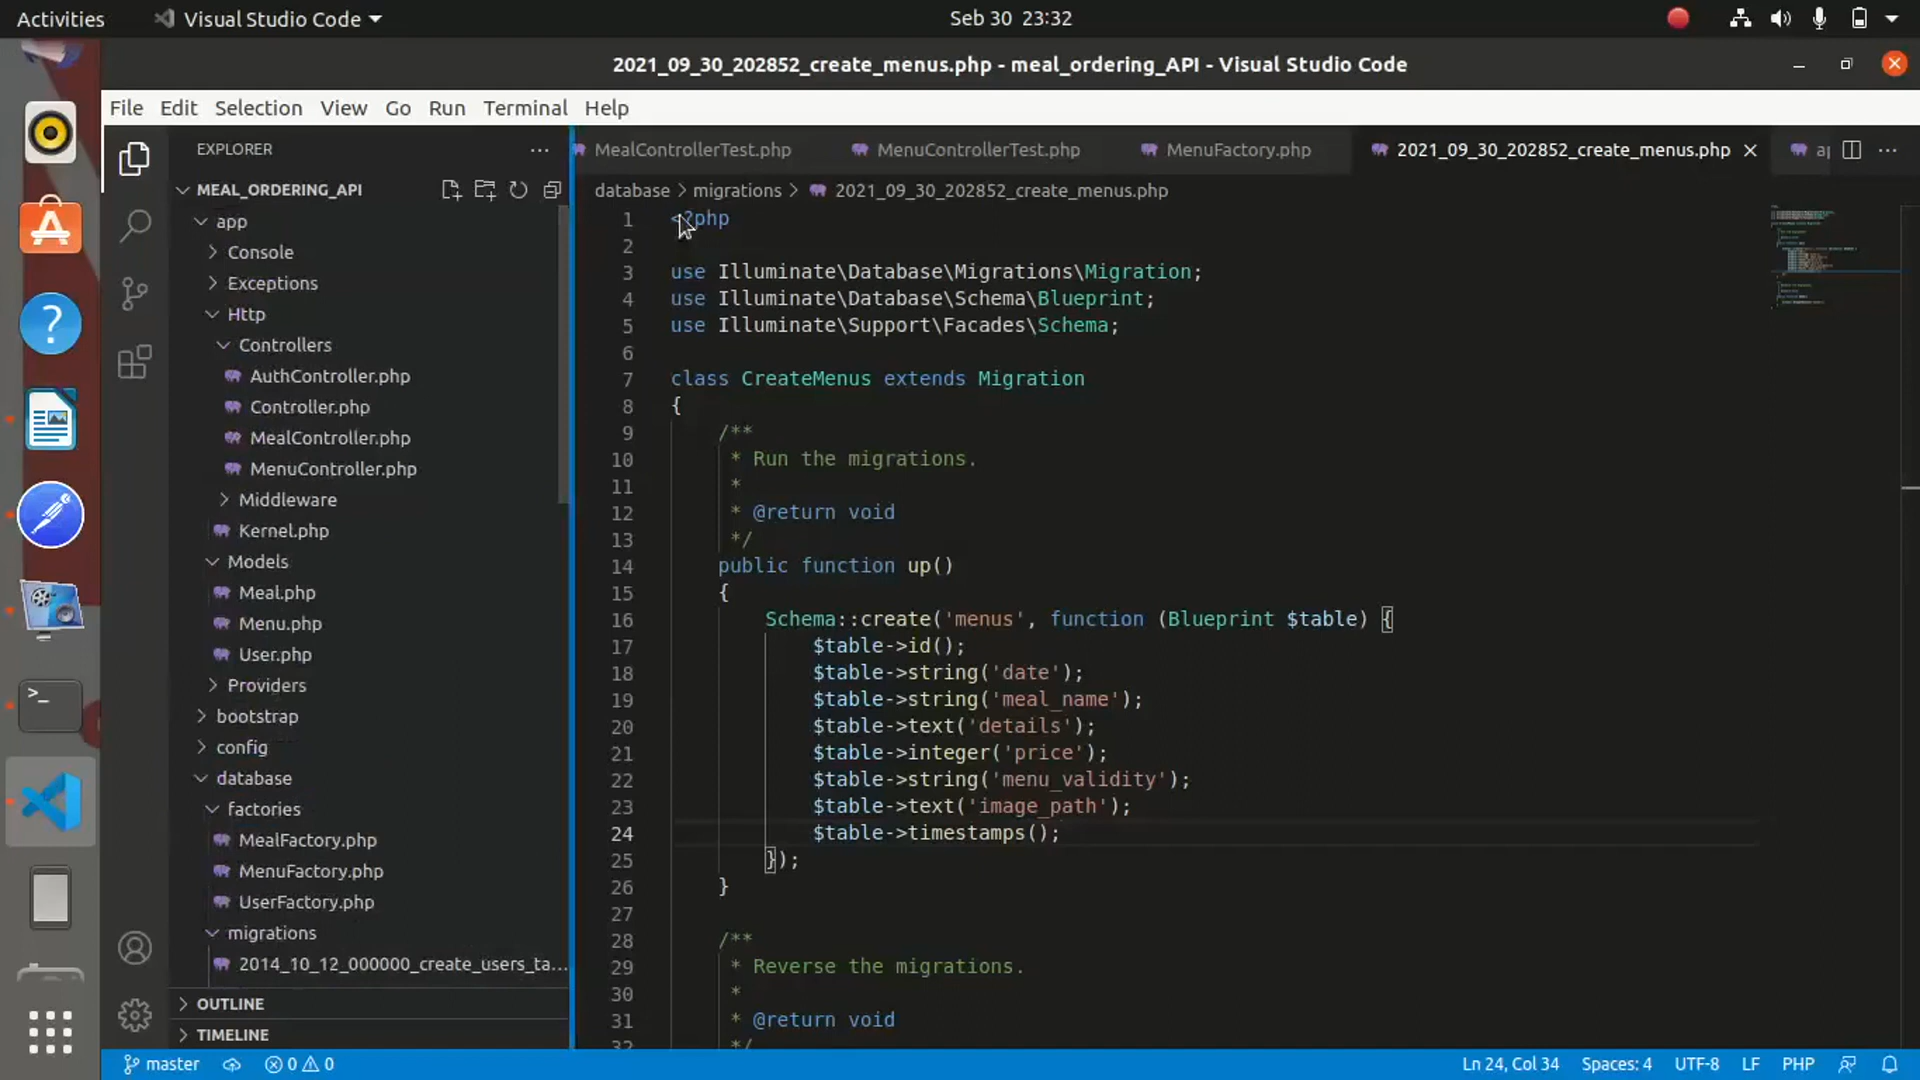 Activities
Visual Studio Code
Seb 30 23:32
2021_09_30_202852_create_menus.php - meal_ordering_API - Visual Studio Code
File Edit Selection View Go Run Terminal Help
EXPLORER
MealControllerTest.php
MenuControllerTest.php
MenuFactory.php
2021_09_30_202852_create_menus.php
MEAL_ORDERING_API
database > migrations > 2021_09_30_202852_create_menus.php
app
Console
Exceptions
Http
Controllers
AuthController.php
Controller.php
MealController.php
MenuController.php
Middleware
Kernel.php
Models
Meal.php
Menu.php
User.php
Providers
bootstrap
config
database
factories
MealFactory.php
MenuFactory.php
UserFactory.php
migrations
2014_10_12_000000_create_users_ta...
OUTLINE
TIMELINE
1 <?php
2
3 use Illuminate\Database\Migrations\Migration;
4 use Illuminate\Database\Schema\Blueprint;
5 use Illuminate\Support\Facades\Schema;
6
7 class CreateMenus extends Migration
8 {
9 /**
10 * Run the migrations.
11 *
12 * @return void
13 */
14 public function up()
15 {
16 Schema::create('menus', function (Blueprint $table) {
17 $table->id();
18 $table->string('date');
19 $table->string('meal_name');
20 $table->text('details');
21 $table->integer('price');
22 $table->string('menu_validity');
23 $table->text('image_path');
24 $table->timestamps();
25 });
26 }
27
28 /**
29 * Reverse the migrations.
30 *
31 * @return void
32 */
master
0 0
Ln 24, Col 34
Spaces: 4
UTF-8
LF
PHP